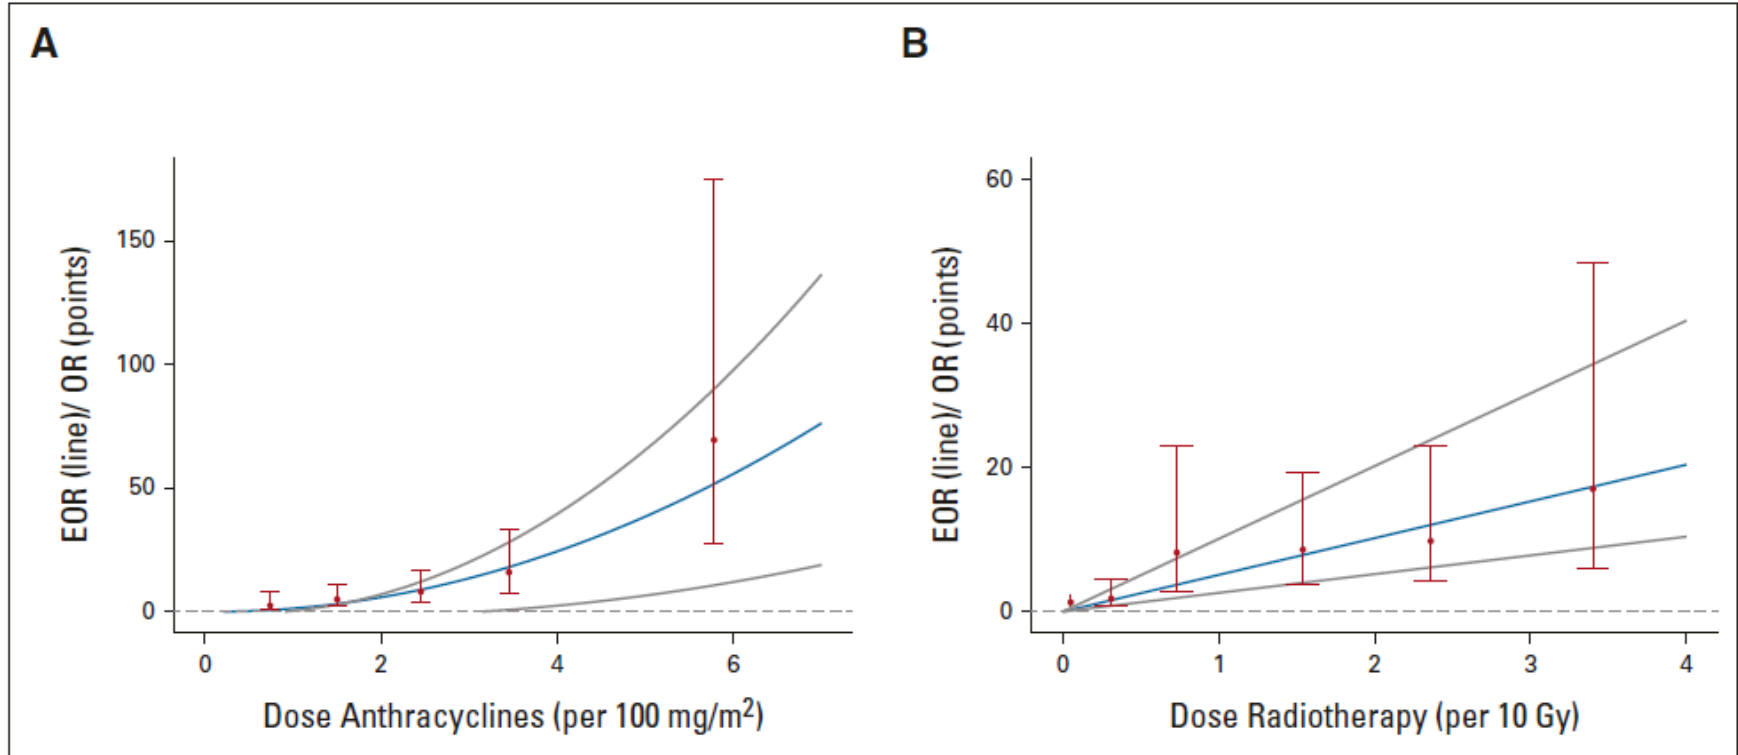 A
EOR (line)/ OR (points)
150
100
50
0
0 2 4 6
Dose Anthracyclines (per 100 mg/m²)
B
EOR (line)/ OR (points)
60
40
20
0
0 1 2 3 4
Dose Radiotherapy (per 10 Gy)